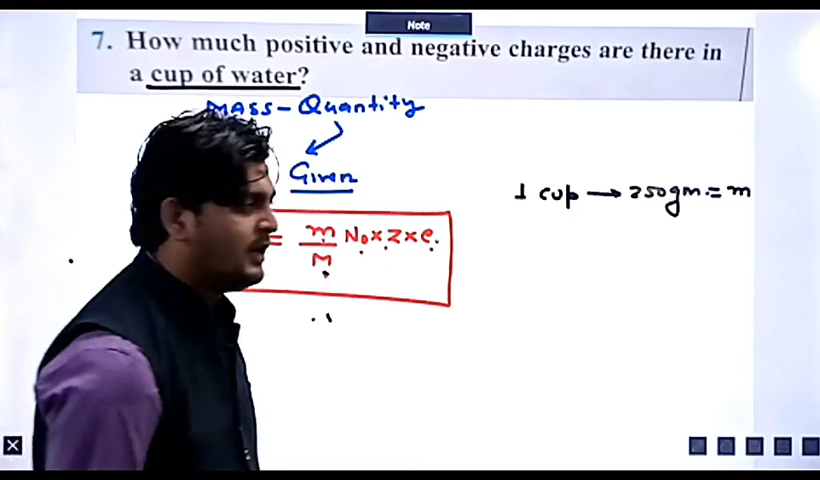 Note
7. How much positive and negative charges are there in
a cup of water?
MASS - Quantity
Given
1 cup → 250gm. = m
= m/M N₀ × Z × e.